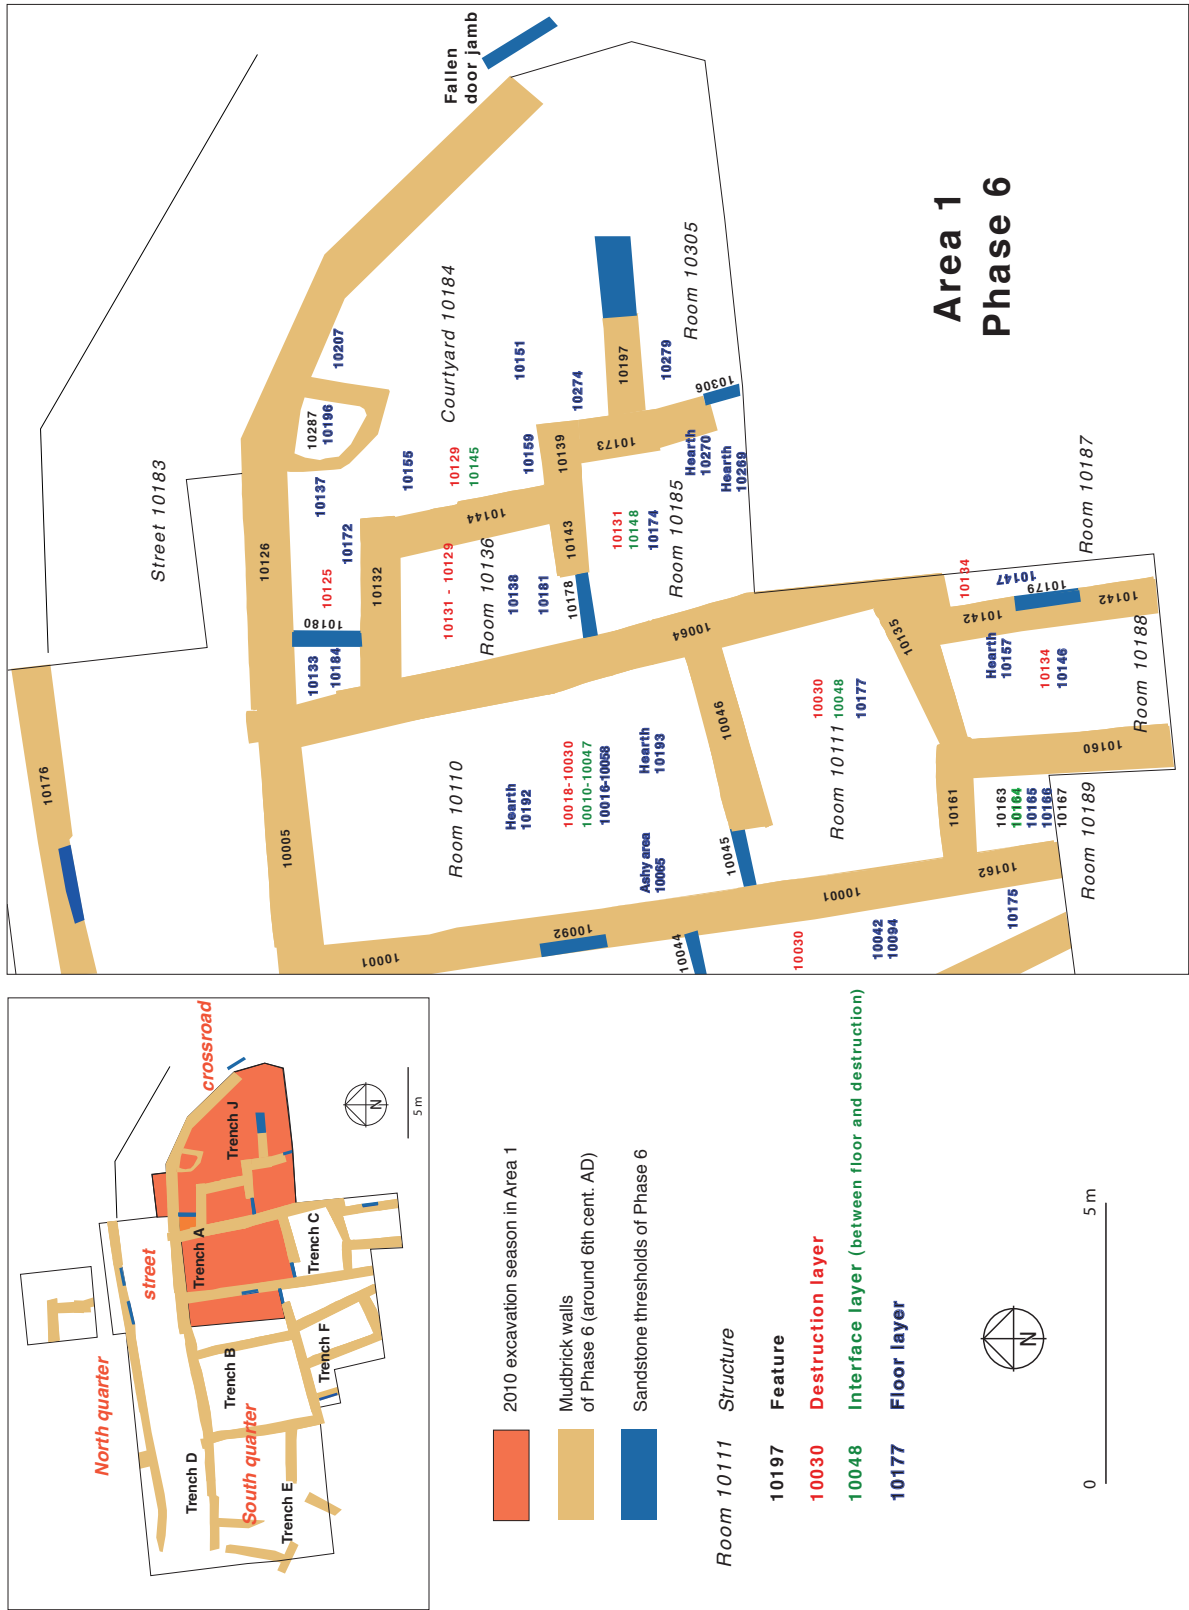 Area 1
Phase 6
Fallen
door jamb
Street 10183
10176
10126
10005
10207
10287
10196
10137
10172
10125
10180
10133
10184
10132
Courtyard 10184
10155
10129
10145
10151
10274
10159
10139
10197
10279
Room 10305
10306
10173
Hearth
10270
Hearth
10269
10144
10131 - 10129
Room 10136
10138
10181
10178
10143
10131
10148
10174
Room 10185
10064
Room 10110
Hearth
10192
10018-10030
10010-10047
10016-10058
Hearth
10193
Ashy area
10065
10046
10045
10030
10048
10177
Room 10111
10135
10134
10147
10179
10142
10142
Room 10187
Hearth
10157
10134
10146
Room 10188
10160
10161
10163
10164
10165
10166
10167
Room 10189
10162
10175
10001
10001
10092
10044
10030
10042
10094
North quarter
street
crossroad
South quarter
Trench A
Trench B
Trench C
Trench D
Trench E
Trench F
Trench J
N
5 m
2010 excavation season in Area 1
Mudbrick walls
of Phase 6 (around 6th cent. AD)
Sandstone thresholds of Phase 6
Room 10111 Structure
10197 Feature
10030 Destruction layer
10048 Interface layer (between floor and destruction)
10177 Floor layer
N
0 5 m